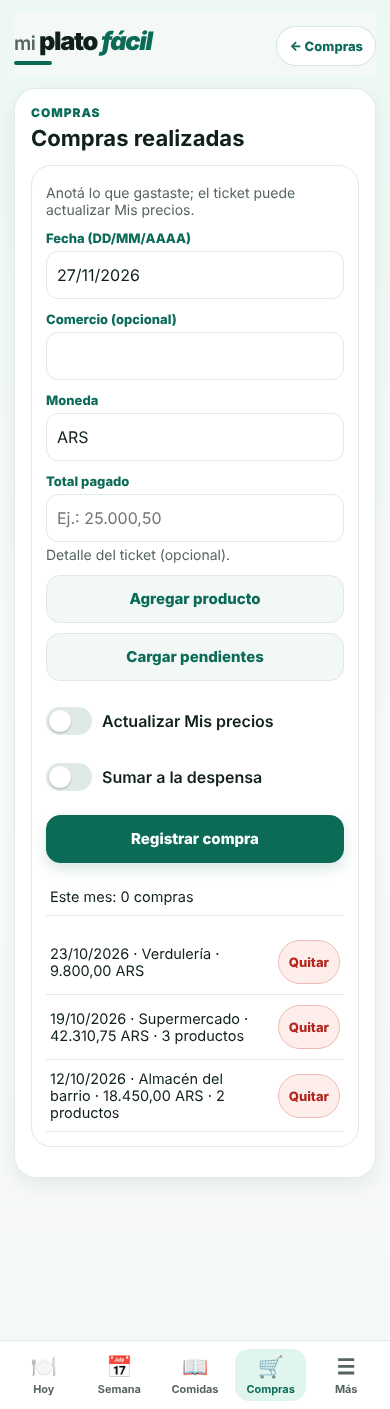 mi plato fácil
← Compras
COMPRAS
Compras realizadas
Anotá lo que gastaste; el ticket puede
actualizar Mis precios.
Fecha (DD/MM/AAAA)
27/11/2026
Comercio (opcional)
Moneda
ARS
Total pagado
Ej.: 25.000,50
Detalle del ticket (opcional).
Agregar producto
Cargar pendientes
Actualizar Mis precios
Sumar a la despensa
Registrar compra
Este mes: 0 compras
23/10/2026 · Verdulería ·
9.800,00 ARS
Quitar
19/10/2026 · Supermercado ·
42.310,75 ARS · 3 productos
Quitar
12/10/2026 · Almacén del
barrio · 18.450,00 ARS · 2
productos
Quitar
Hoy
Semana
Comidas
Compras
Más